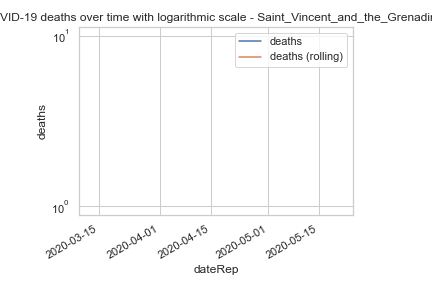 VID-19 deaths over time with logarithmic scale - Saint_Vincent_and_the_Grenadin
deaths
deaths (rolling)
10^1
10^0
deaths
2020-03-15
2020-04-01
2020-04-15
2020-05-01
2020-05-15
dateRep